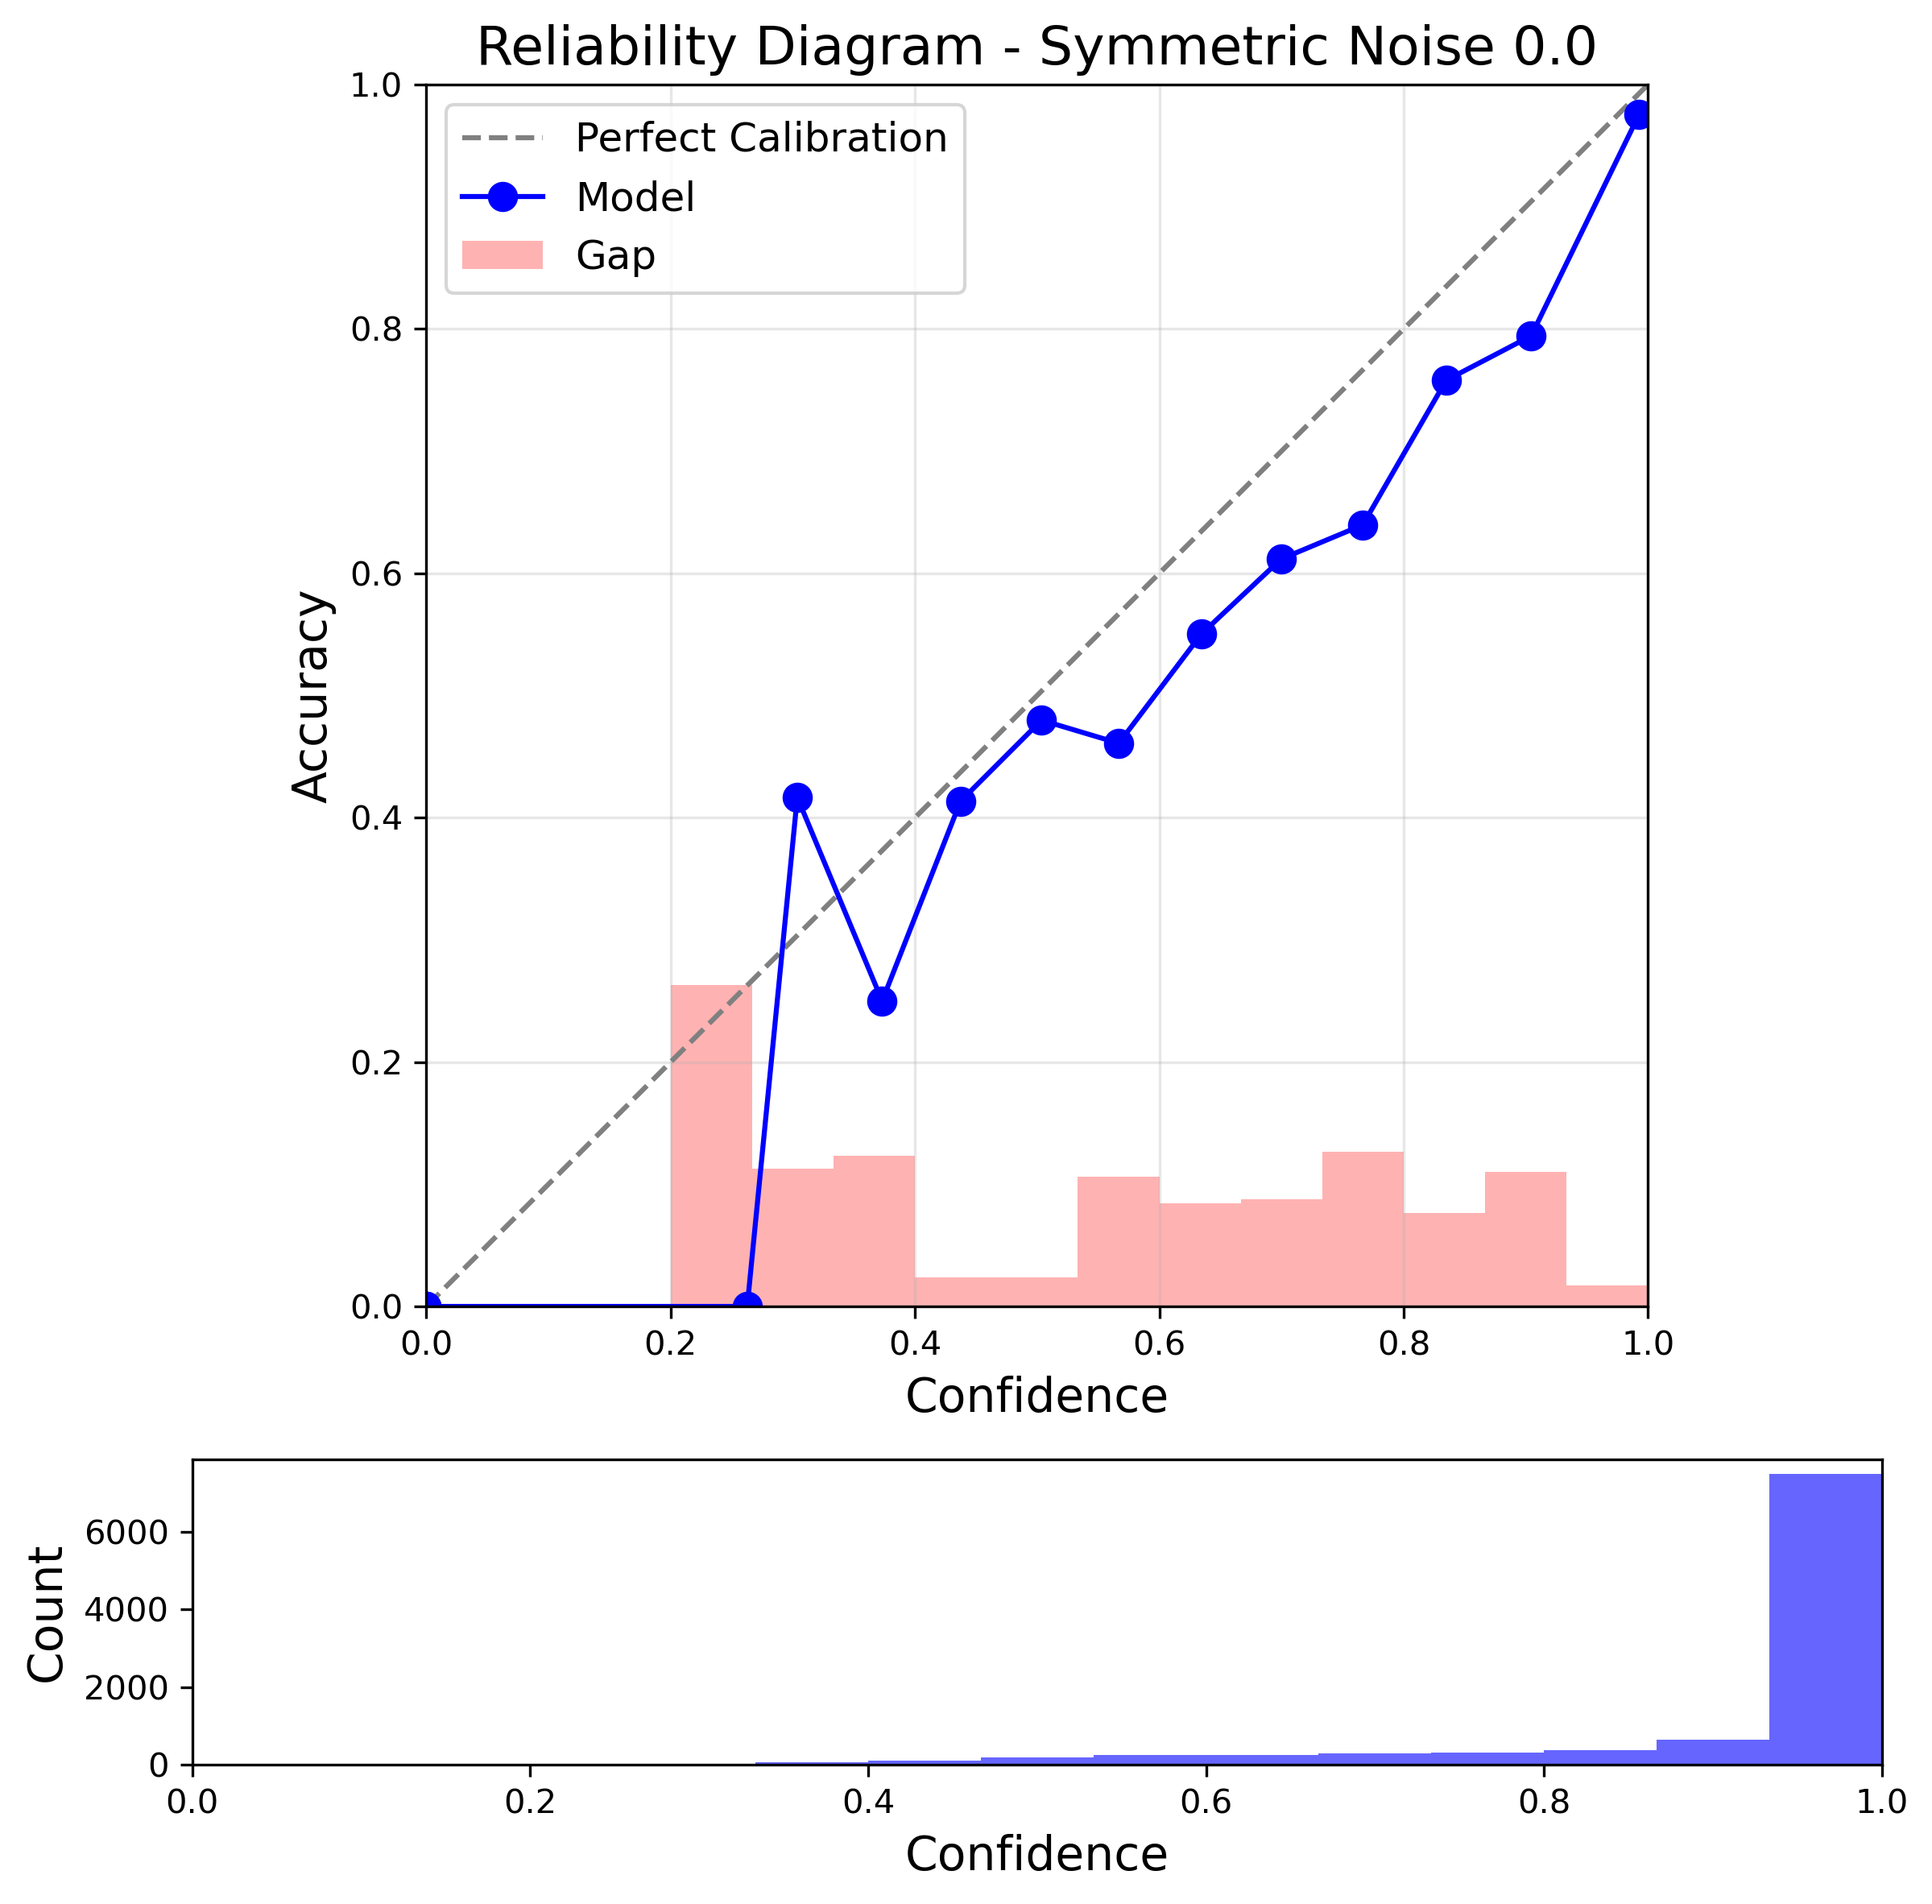 Reliability Diagram - Symmetric Noise 0.0
1.0
0.8
0.6
0.4
0.2
0.0
Accuracy
Perfect Calibration
Model
Gap
0.0 0.2 0.4 0.6 0.8 1.0
Confidence
6000
4000
2000
0
Count
0.0 0.2 0.4 0.6 0.8 1.0
Confidence